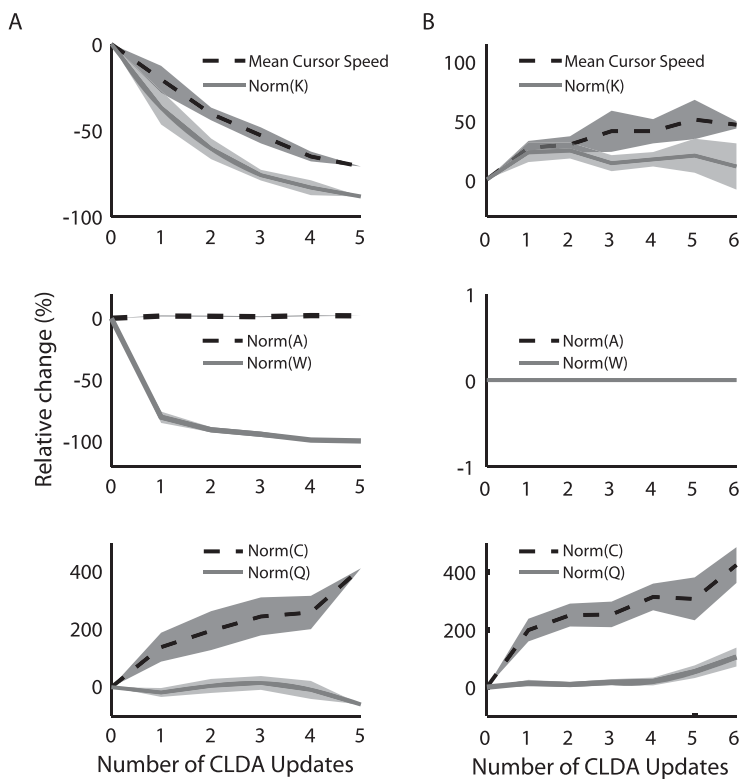 A
B
0
-50
-100
Mean Cursor Speed
Norm(K)
0 1 2 3 4 5
100
50
0
Mean Cursor Speed
Norm(K)
0 1 2 3 4 5 6
Relative change (%)
0
-50
-100
Norm(A)
Norm(W)
0 1 2 3 4 5
1
0
-1
Norm(A)
Norm(W)
0 1 2 3 4 5 6
400
200
0
Norm(C)
Norm(Q)
0 1 2 3 4 5
Number of CLDA Updates
400
200
0
Norm(C)
Norm(Q)
0 1 2 3 4 5 6
Number of CLDA Updates